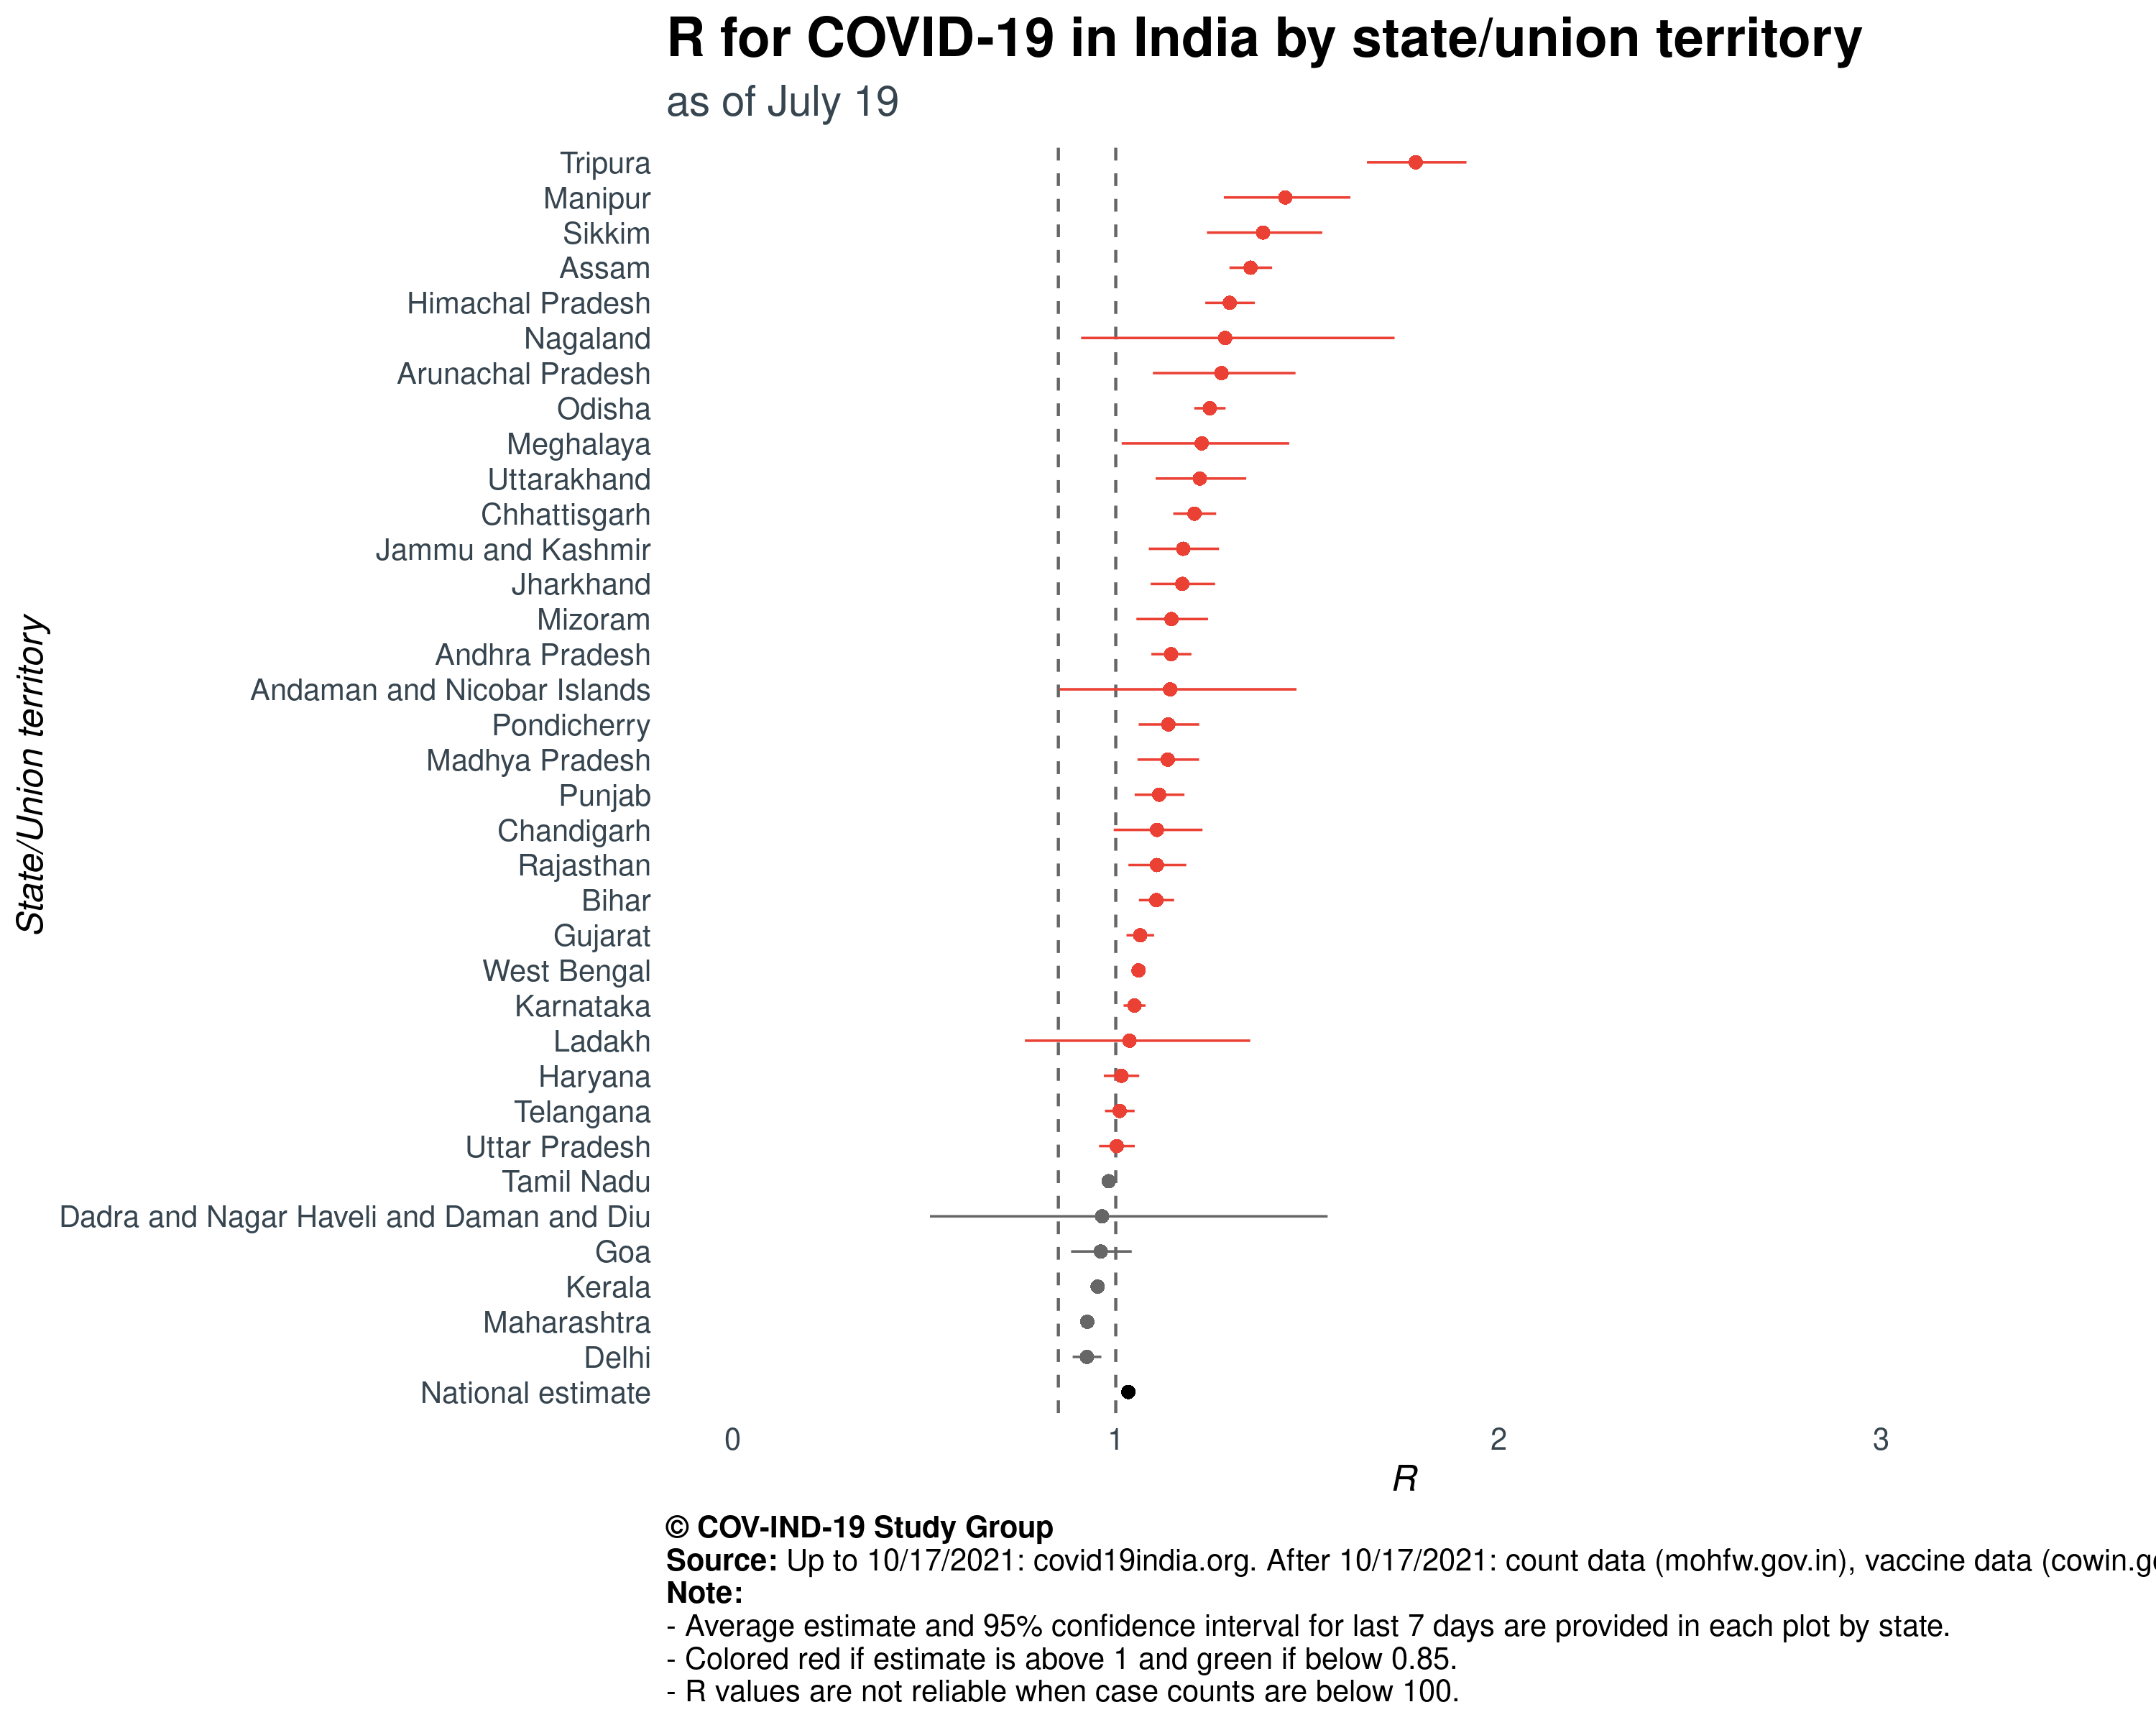 R for COVID-19 in India by state/union territory
as of July 19
Tripura
Manipur
Sikkim
Assam
Himachal Pradesh
Nagaland
Arunachal Pradesh
Odisha
Meghalaya
Uttarakhand
Chhattisgarh
Jammu and Kashmir
Jharkhand
Mizoram
Andhra Pradesh
Andaman and Nicobar Islands
Pondicherry
Madhya Pradesh
Punjab
Chandigarh
Rajasthan
Bihar
Gujarat
West Bengal
Karnataka
Ladakh
Haryana
Telangana
Uttar Pradesh
Tamil Nadu
Dadra and Nagar Haveli and Daman and Diu
Goa
Kerala
Maharashtra
Delhi
National estimate
State/Union territory
0 1 2 3
R
© COV-IND-19 Study Group
Source: Up to 10/17/2021: covid19india.org. After 10/17/2021: count data (mohfw.gov.in), vaccine data
Note:
- Average estimate and 95% confidence interval for last 7 days are provided in each plot by state.
- Colored red if estimate is above 1 and green if below 0.85.
- R values are not reliable when case counts are below 100.